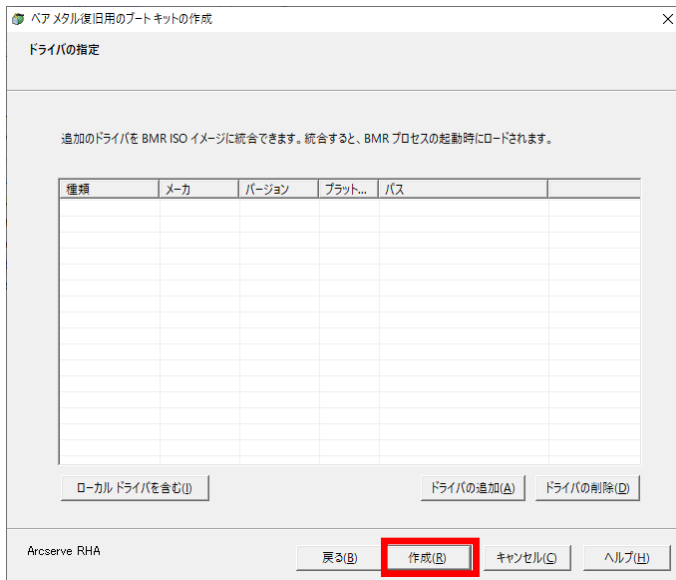 ベア メタル復旧用のブート キットの作成
ドライバの指定
追加のドライバを BMR ISO イメージに統合できます。統合すると、BMR プロセスの起動時にロードされます。
種類 メーカ バージョン プラット... パス
ローカル ドライバを含む(I) ドライバの追加(A) ドライバの削除(D)
Arcserve RHA
戻る(B) 作成(R) キャンセル(C) ヘルプ(H)